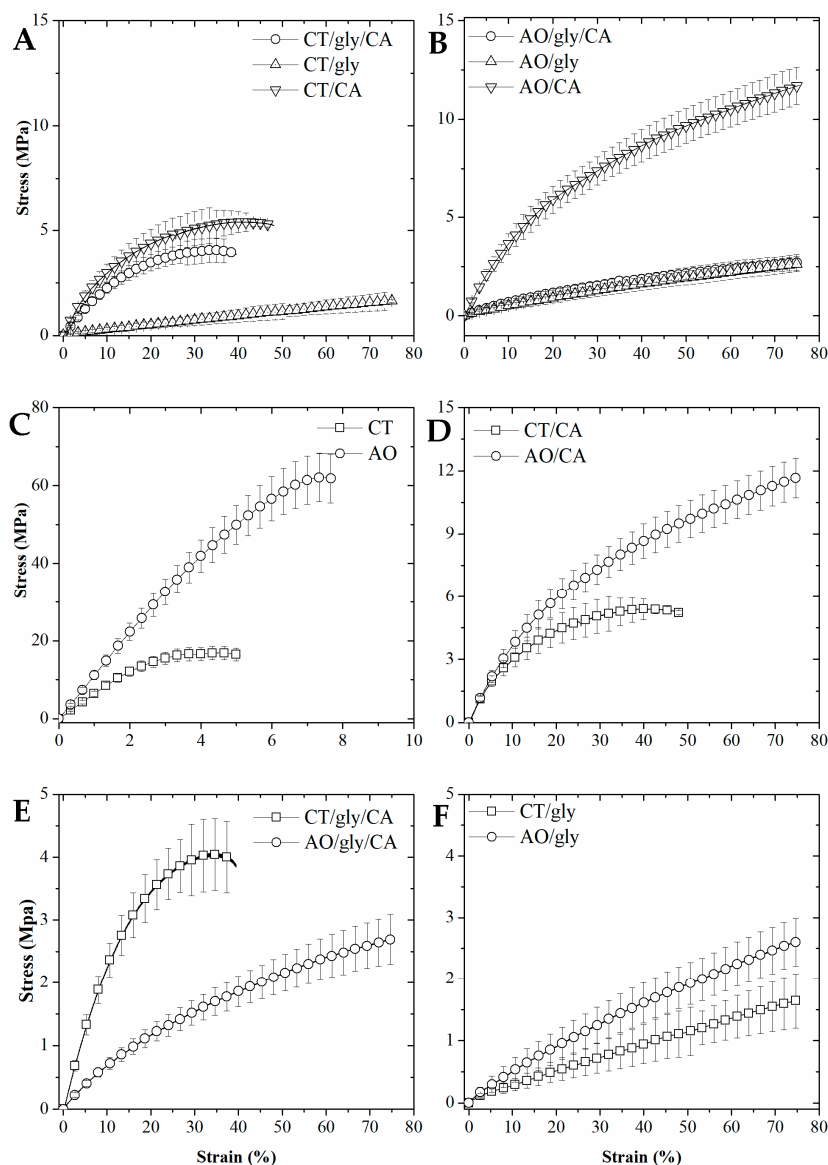 A
CT/gly/CA
CT/gly
CT/CA
Stress (MPa)
15
10
5
0
0 10 20 30 40 50 60 70 80
B
AO/gly/CA
AO/gly
AO/CA
15
10
5
0
0 10 20 30 40 50 60 70 80
C
CT
AO
Stress (MPa)
80
60
40
20
0
0 2 4 6 8 10
D
CT/CA
AO/CA
15
12
9
6
3
0
0 10 20 30 40 50 60 70 80
E
CT/gly/CA
AO/gly/CA
Stress (Mpa)
5
4
3
2
1
0
0 10 20 30 40 50 60 70 80
Strain (%)
F
CT/gly
AO/gly
5
4
3
2
1
0
0 10 20 30 40 50 60 70 80
Strain (%)